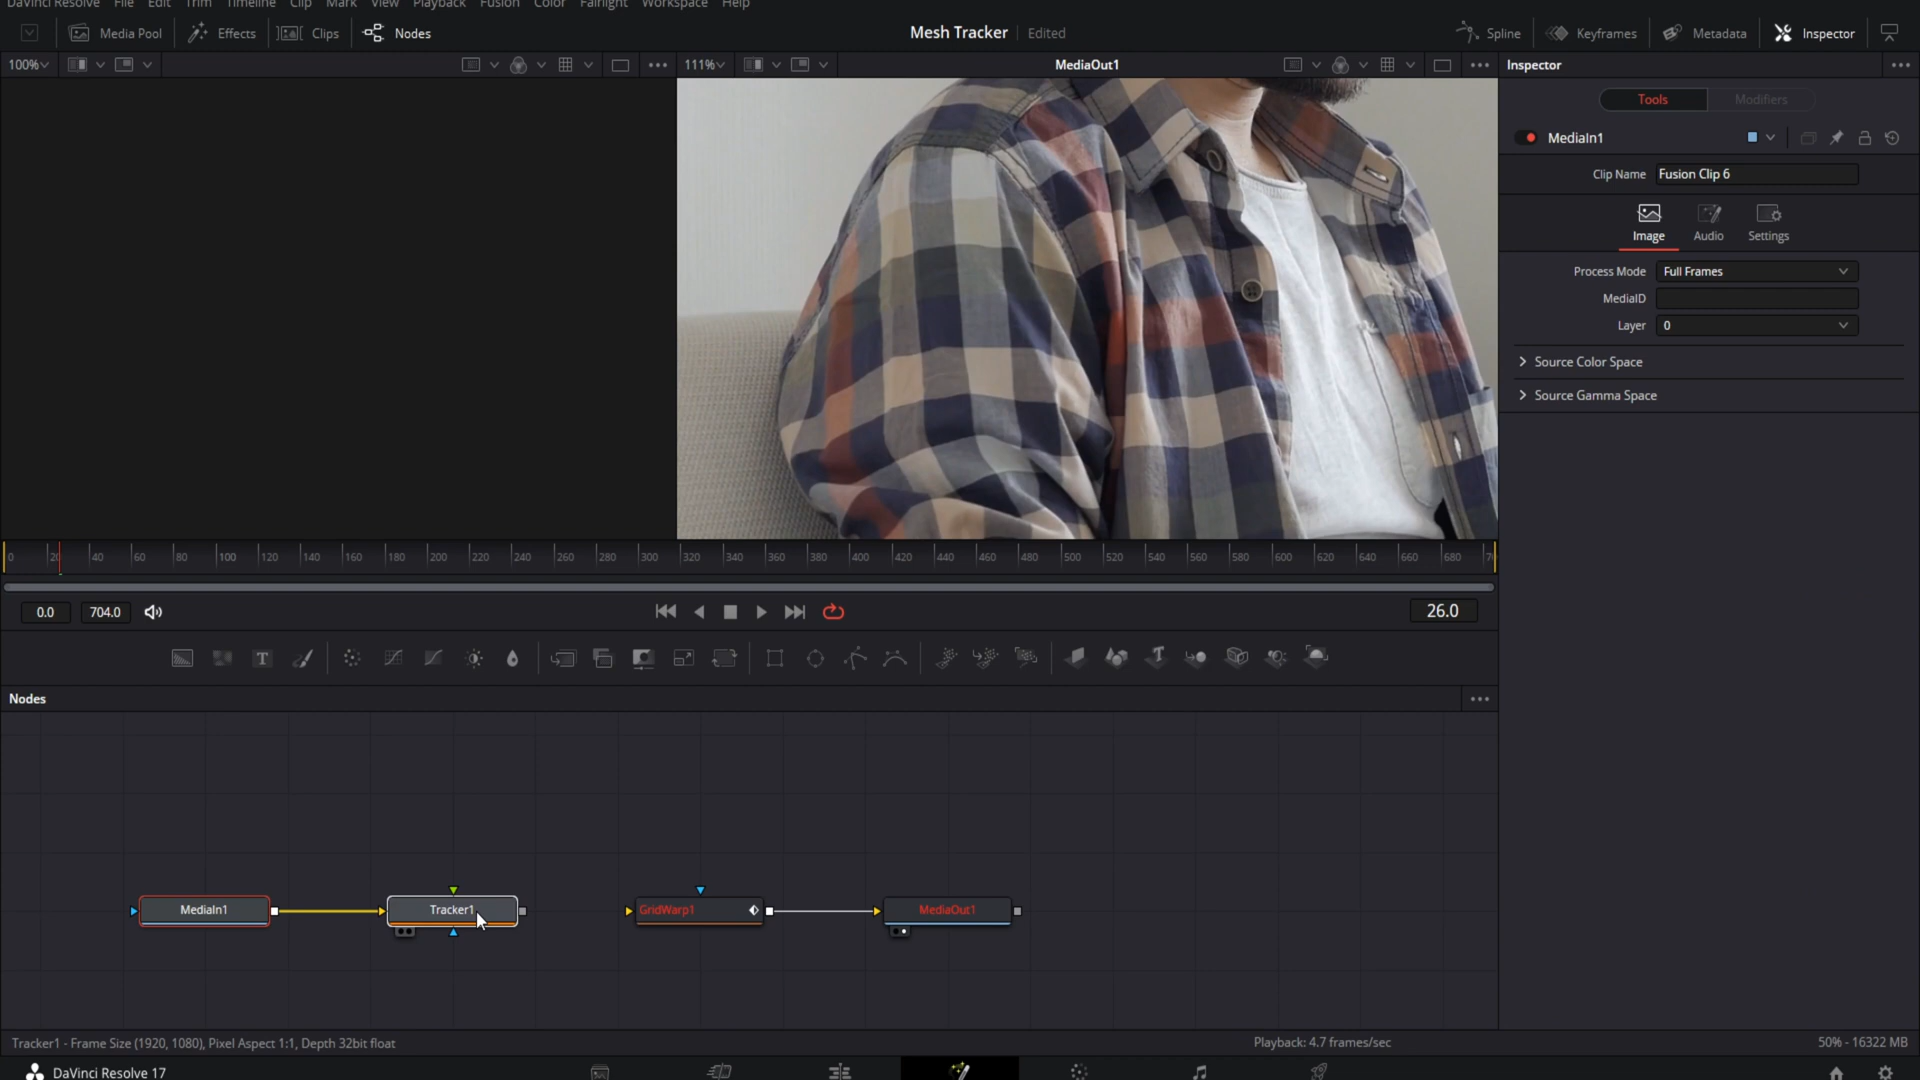 DaVinci Resolve File Edit Trim Timeline Clip Mark View Playback Fusion Color Fairlight Workspace Help
Media Pool Effects Clips Nodes Mesh Tracker Edited Spline Keyframes Metadata Inspector
100% 111% MediaOut1 Inspector
Tools Modifiers
MediaIn1
Clip Name Fusion Clip 6
Image Audio Settings
Process Mode Full Frames
MediaID
Layer 0
Source Color Space
Source Gamma Space
0 20 40 60 80 100 120 140 160 180 200 220 240 260 280 300 320 340 360 380 400 420 440 460 480 500 520 540 560 580 600 620 640 660 680
0.0 704.0 26.0
T T
Nodes
MediaIn1 Tracker1 GridWarp1 MediaOut1
Tracker1 - Frame Size (1920, 1080), Pixel Aspect 1:1, Depth 32bit float Playback: 4.7 frames/sec 50% - 16322 MB
DaVinci Resolve 17